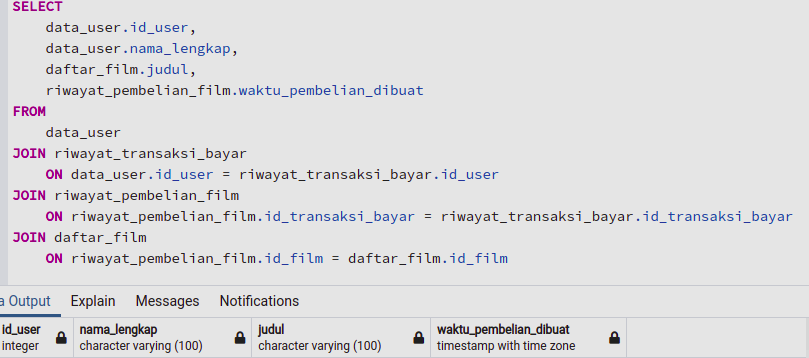 SELECT
data_user.id_user,
data_user.nama_lengkap,
daftar_film.judul,
riwayat_pembelian_film.waktu_pembelian_dibuat
FROM
data_user
JOIN riwayat_transaksi_bayar
ON data_user.id_user = riwayat_transaksi_bayar.id_user
JOIN riwayat_pembelian_film
ON riwayat_pembelian_film.id_transaksi_bayar = riwayat_transaksi_bayar.id_transaksi_bayar
JOIN daftar_film
ON riwayat_pembelian_film.id_film = daftar_film.id_film
a Output Explain Messages Notifications
id_user nama_lengkap judul waktu_pembelian_dibuat
integer character varying (100) character varying (100) timestamp with time zone